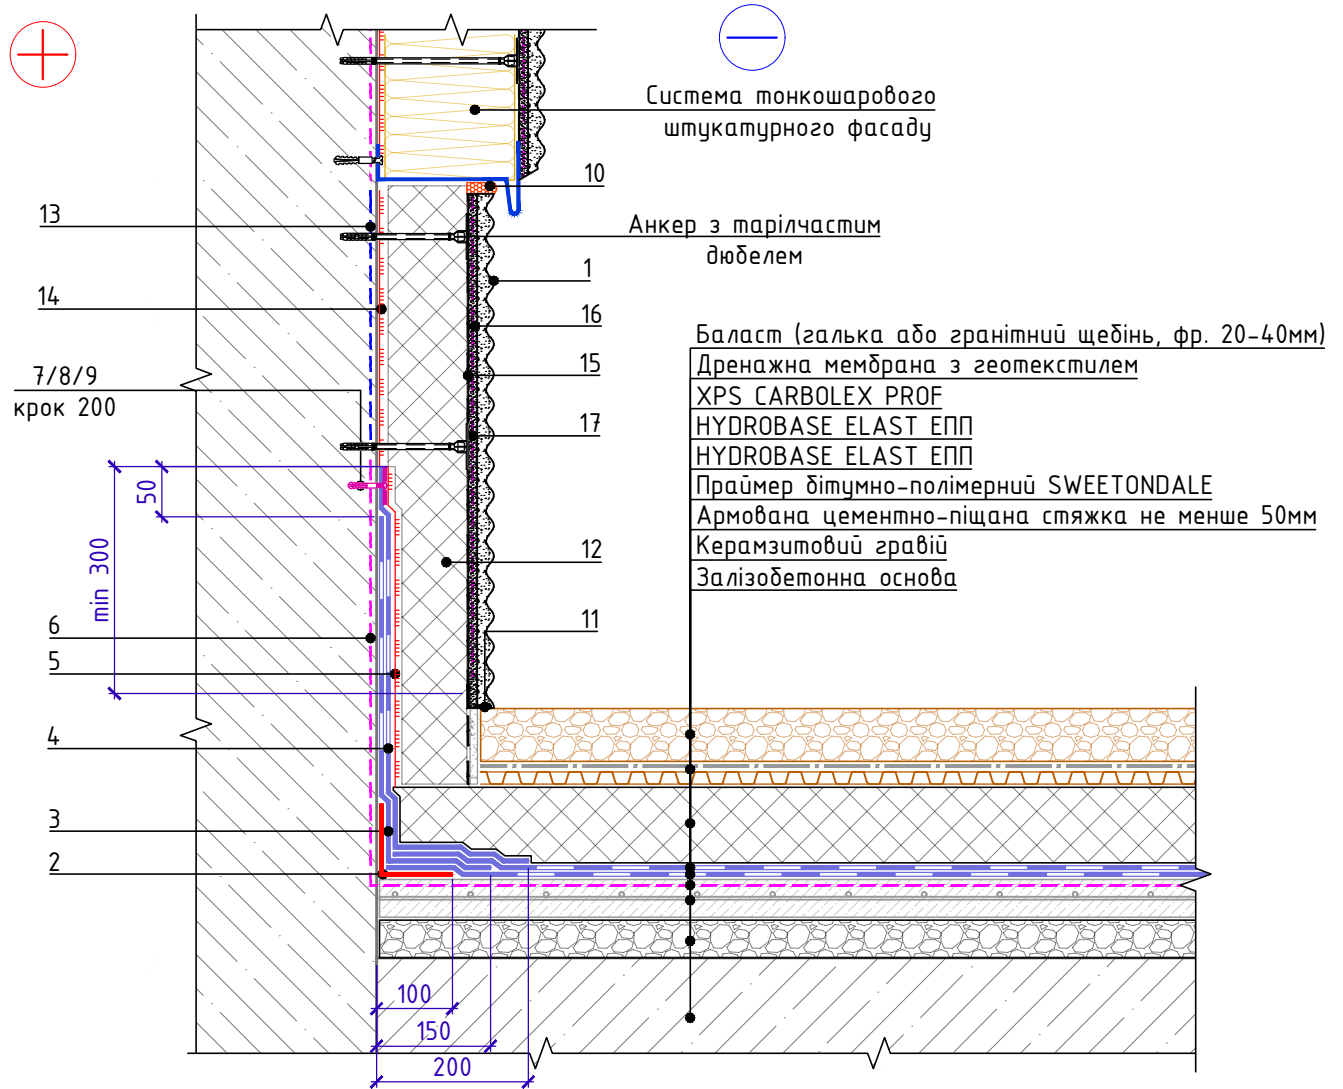 Система тонкошарового
штукатурного фасаду
10
13
Анкер з тарілчастим
дюбелем
1
14
16
Баласт (галька або гранітний щебінь, фр. 20-40мм)
Дренажна мембрана з геотекстилем
XPS CARBOLEX PROF
HYDROBASE ELAST ЕПП
HYDROBASE ELAST ЕПП
Праймер бітумно-полімерний SWEETONDALE
Армована цементно-піщана стяжка не менше 50мм
Керамзитовий гравій
Залізобетонна основа
15
7/8/9
крок 200
17
50
min 300
12
11
6
5
4
3
2
100
150
200